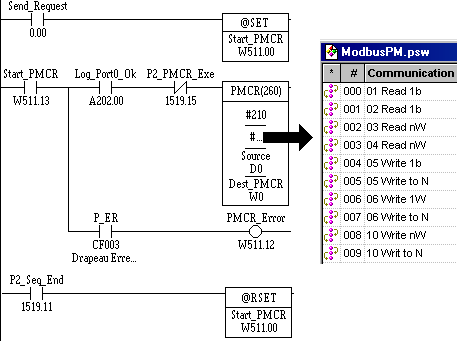 Send_Request
0.00
@SET
Start_PMCR
W511.00
Start_PMCR
W511.13
Log_Port0_Ok
A202.00
P2_PMCR_Exe
1519.15
PMCR(260)
#210
#...
Source
D0
Dest_PMCR
W0
P_ER
CF003
Drapeau Erre...
PMCR_Error
W511.12
P2_Seq_End
1519.11
@RSET
Start_PMCR
W511.00
ModbusPM.psw
* # Communication
000 01 Read 1b
001 02 Read 1b
002 03 Read nW
003 04 Read nW
004 05 Write 1b
005 05 Write to N
006 06 Write 1W
007 06 Write to N
008 10 Write nW
009 10 Writ to N